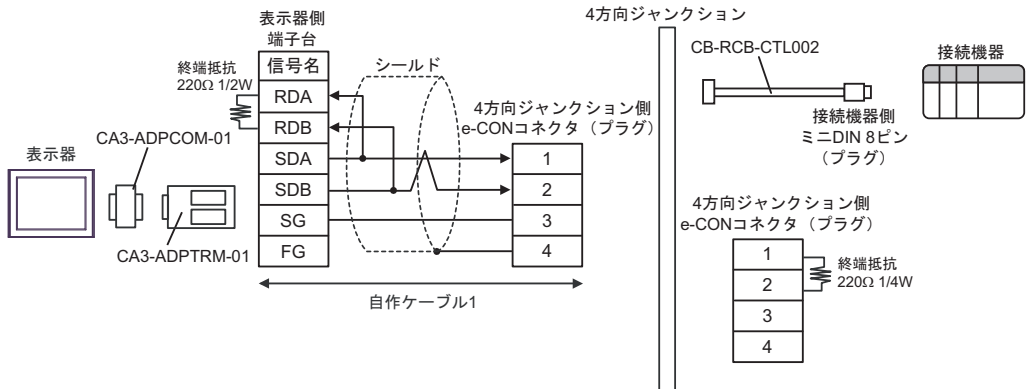 4方向ジャンクション
表示器側
端子台
信号名
RDA
RDB
SDA
SDB
SG
FG
終端抵抗
220Ω 1/2W
シールド
表示器
CA3-ADPCOM-01
CA3-ADPTRM-01
4方向ジャンクション側
e-CONコネクタ（プラグ）
1
2
3
4
自作ケーブル1
CB-RCB-CTL002
接続機器
接続機器側
ミニDIN 8ピン
（プラグ）
4方向ジャンクション側
e-CONコネクタ（プラグ）
1
2
3
4
終端抵抗
220Ω 1/4W